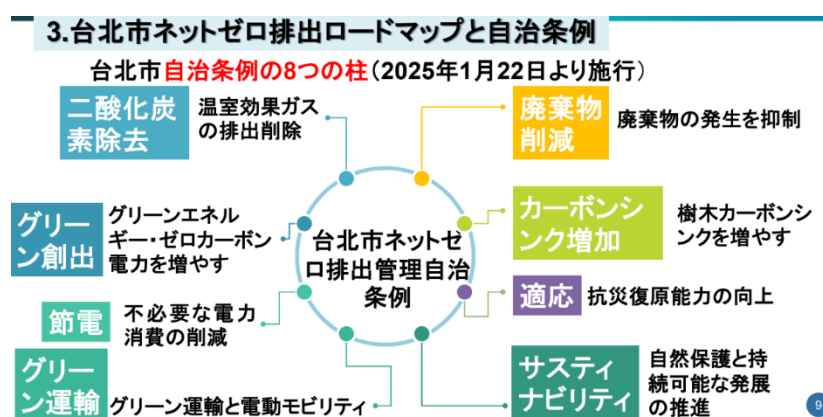 3.台北市ネットゼロ排出ロードマップと自治条例
台北市自治条例の8つの柱(2025年1月22日より施行)
二酸化炭
素除去
温室効果ガス
の排出削除
廃棄物
削減
廃棄物の発生を抑制
グリー
ン創出
グリーンエネル
ギー・ゼロカーボン
電力を増やす
カーボンシ
ンク増加
樹木カーボンシ
ンクを増やす
台北市ネットゼ
ロ排出管理自治
条例
節電
不必要な電力
消費の削減
適応
抗災復原能力の向上
グリー
ン運輸
グリーン運輸と電動モビリティ
サスティ
ナビリティ
自然保護と持
続可能な発展
の推進
9